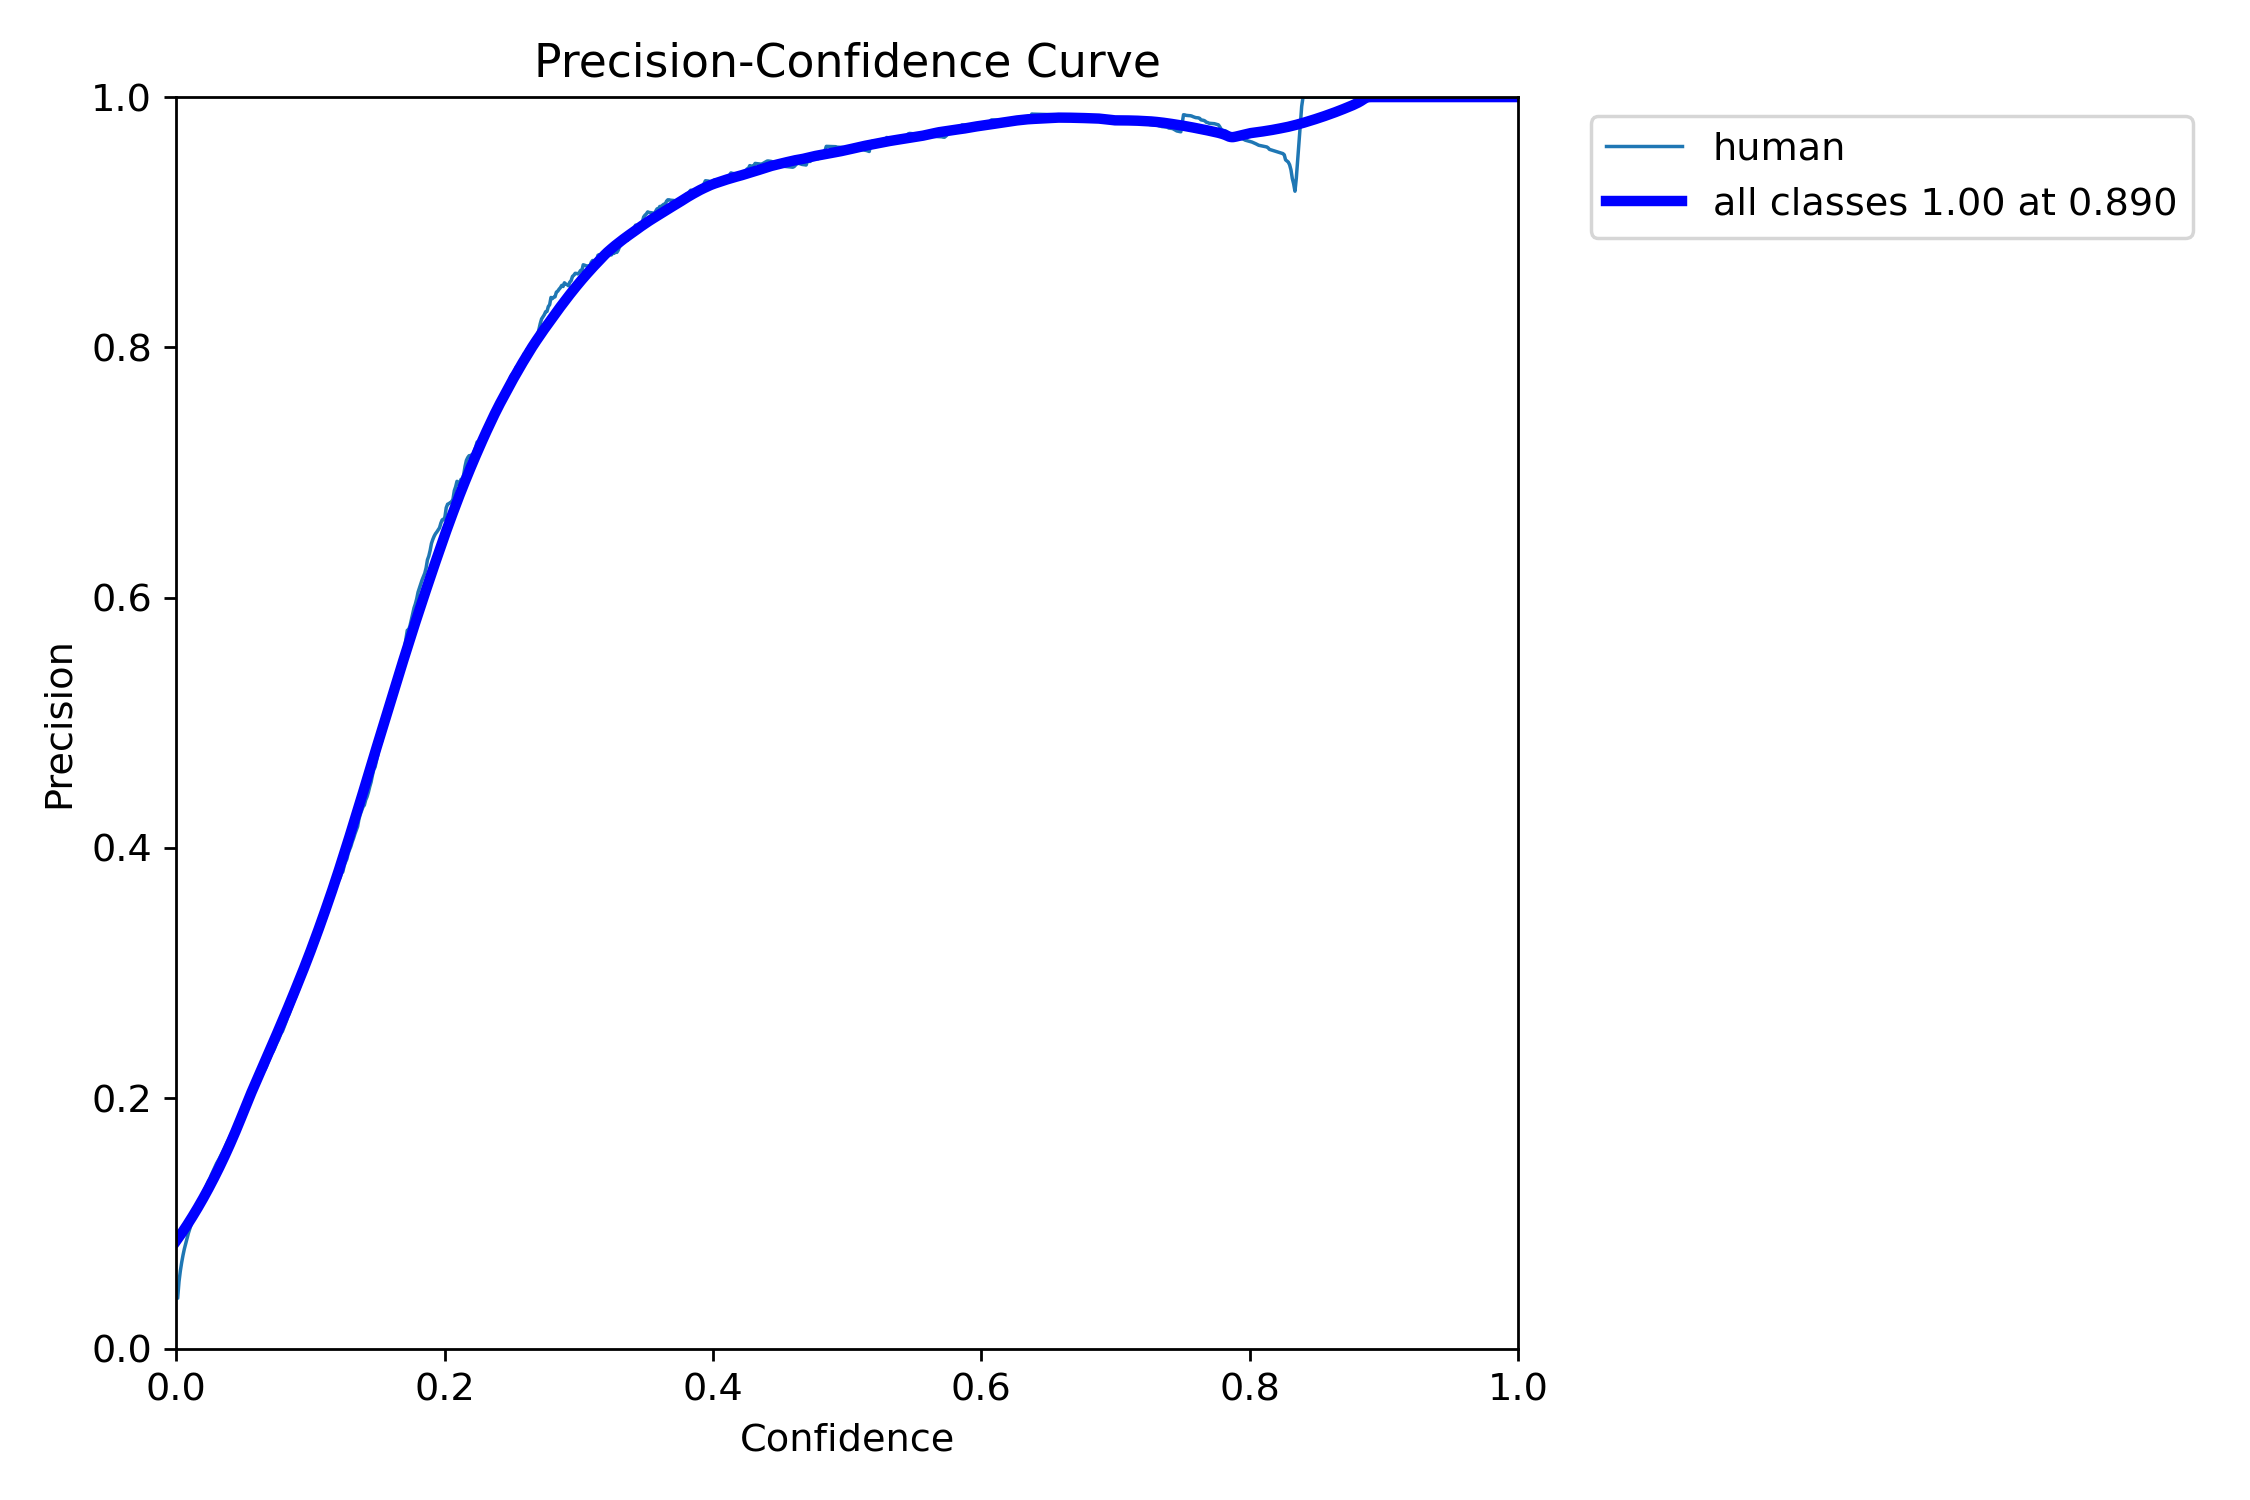 Precision-Confidence Curve
1.0
0.8
0.6
0.4
0.2
0.0
Precision
0.0 0.2 0.4 0.6 0.8 1.0
Confidence
human
all classes 1.00 at 0.890